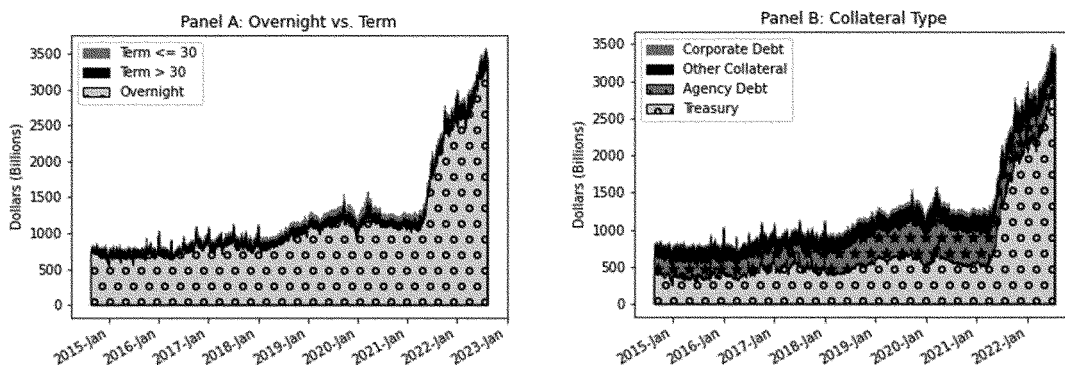 Panel A: Overnight vs. Term
Dollars (Billions)
3500
3000
2500
2000
1500
1000
500
0
Term <= 30
Term > 30
Overnight
2015-Jan
2016-Jan
2017-Jan
2018-Jan
2019-Jan
2020-Jan
2021-Jan
2022-Jan
2023-Jan
Panel B: Collateral Type
Dollars (Billions)
3500
3000
2500
2000
1500
1000
500
0
Corporate Debt
Other Collateral
Agency Debt
Treasury
2015-Jan
2016-Jan
2017-Jan
2018-Jan
2019-Jan
2020-Jan
2021-Jan
2022-Jan